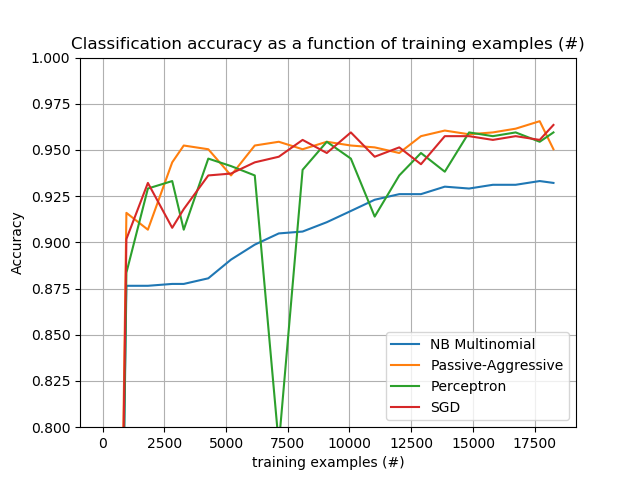 Classification accuracy as a function of training examples (#)
1.000
0.975
0.950
0.925
0.900
0.875
0.850
0.825
0.800
Accuracy
NB Multinomial
Passive-Aggressive
Perceptron
SGD
0 2500 5000 7500 10000 12500 15000 17500
training examples (#)